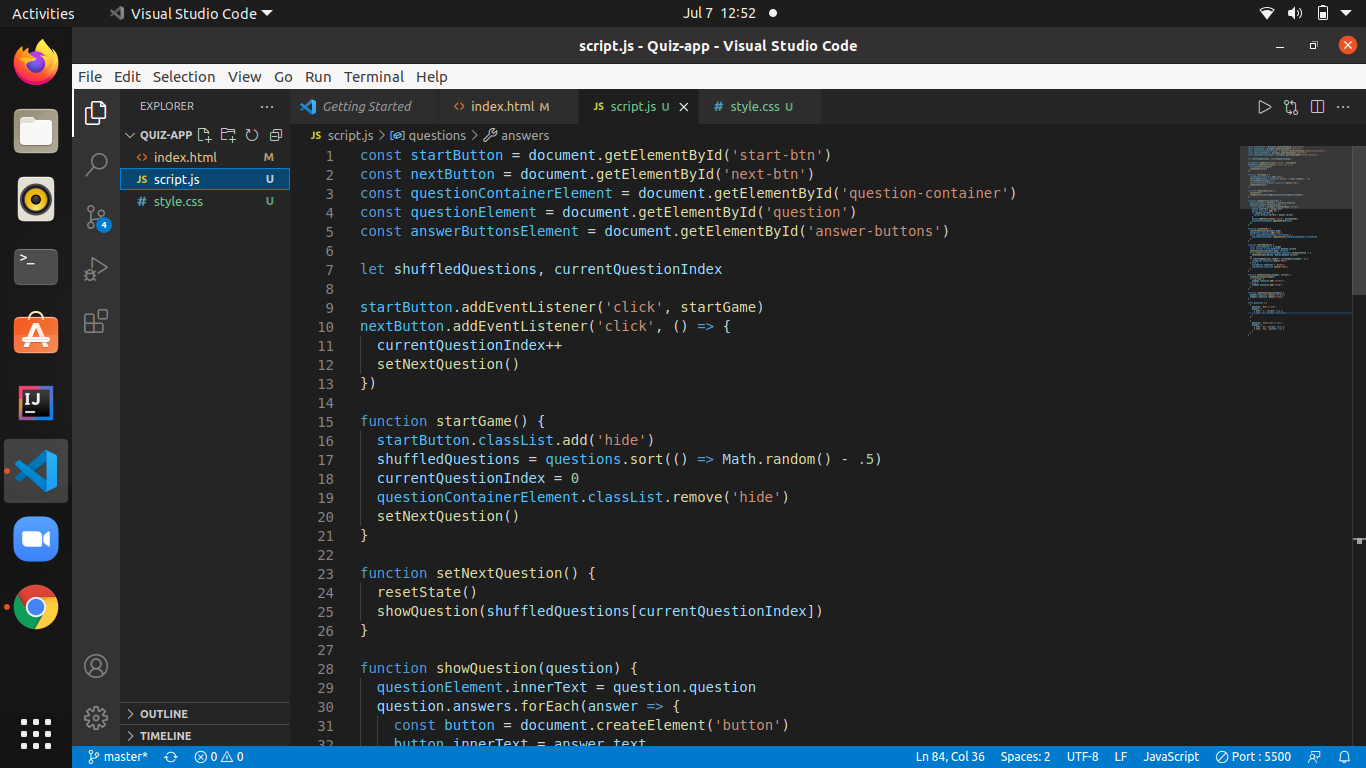 Activities Visual Studio Code Jul 7 12:52
script.js - Quiz-app - Visual Studio Code
File Edit Selection View Go Run Terminal Help
EXPLORER
Getting Started <> index.html M JS script.js U # style.css U
QUIZ-APP
<> index.html M
JS script.js U
# style.css U
JS script.js > questions > answers
1 const startButton = document.getElementById('start-btn')
2 const nextButton = document.getElementById('next-btn')
3 const questionContainerElement = document.getElementById('question-container')
4 const questionElement = document.getElementById('question')
5 const answerButtonsElement = document.getElementById('answer-buttons')
6
7 let shuffledQuestions, currentQuestionIndex
8
9 startButton.addEventListener('click', startGame)
10 nextButton.addEventListener('click', () => {
11 currentQuestionIndex++
12 setNextQuestion()
13 })
14
15 function startGame() {
16 startButton.classList.add('hide')
17 shuffledQuestions = questions.sort(() => Math.random() - .5)
18 currentQuestionIndex = 0
19 questionContainerElement.classList.remove('hide')
20 setNextQuestion()
21 }
22
23 function setNextQuestion() {
24 resetState()
25 showQuestion(shuffledQuestions[currentQuestionIndex])
26 }
27
28 function showQuestion(question) {
29 questionElement.innerText = question.question
30 question.answers.forEach(answer => {
31 const button = document.createElement('button')
32 button.innerText = answer.text
4
OUTLINE
TIMELINE
master* 0 0 Ln 84, Col 36 Spaces: 2 UTF-8 LF JavaScript Port : 5500